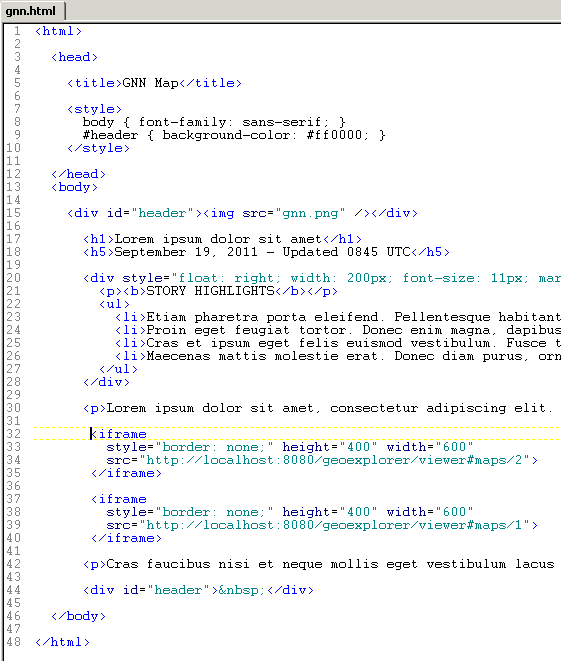 gnn.html
1 <html>
2
3 <head>
4
5 <title>GNN Map</title>
6
7 <style>
8 body { font-family: sans-serif; }
9 #header { background-color: #ff0000; }
10 </style>
11
12 </head>
13 <body>
14
15 <div id="header"><img src="gnn.png" /></div>
16
17 <h1>Lorem ipsum dolor sit amet</h1>
18 <h5>September 19, 2011 - Updated 0845 UTC</h5>
19
20 <div style="float: right; width: 200px; font-size: 11px; mar
21 <p><b>STORY HIGHLIGHTS</b></p>
22 <ul>
23 <li>Etiam pharetra porta eleifend. Pellentesque habitant
24 <li>Proin eget feugiat tortor. Donec enim magna, dapibus
25 <li>Cras et ipsum eget felis euismod vestibulum. Fusce t
26 <li>Maecenas mattis molestie erat. Donec diam purus, orn
27 </ul>
28 </div>
29
30 <p>Lorem ipsum dolor sit amet, consectetur adipiscing elit.
31
32 <iframe
33 style="border: none;" height="400" width="600"
34 src="http://localhost:8080/geoexplorer/viewer#maps/2">
35 </iframe>
36
37 <iframe
38 style="border: none;" height="400" width="600"
39 src="http://localhost:8080/geoexplorer/viewer#maps/1">
40 </iframe>
41
42 <p>Cras faucibus nisi et neque mollis eget vestibulum lacus
43
44 <div id="header">&nbsp;</div>
45
46 </body>
47
48 </html>